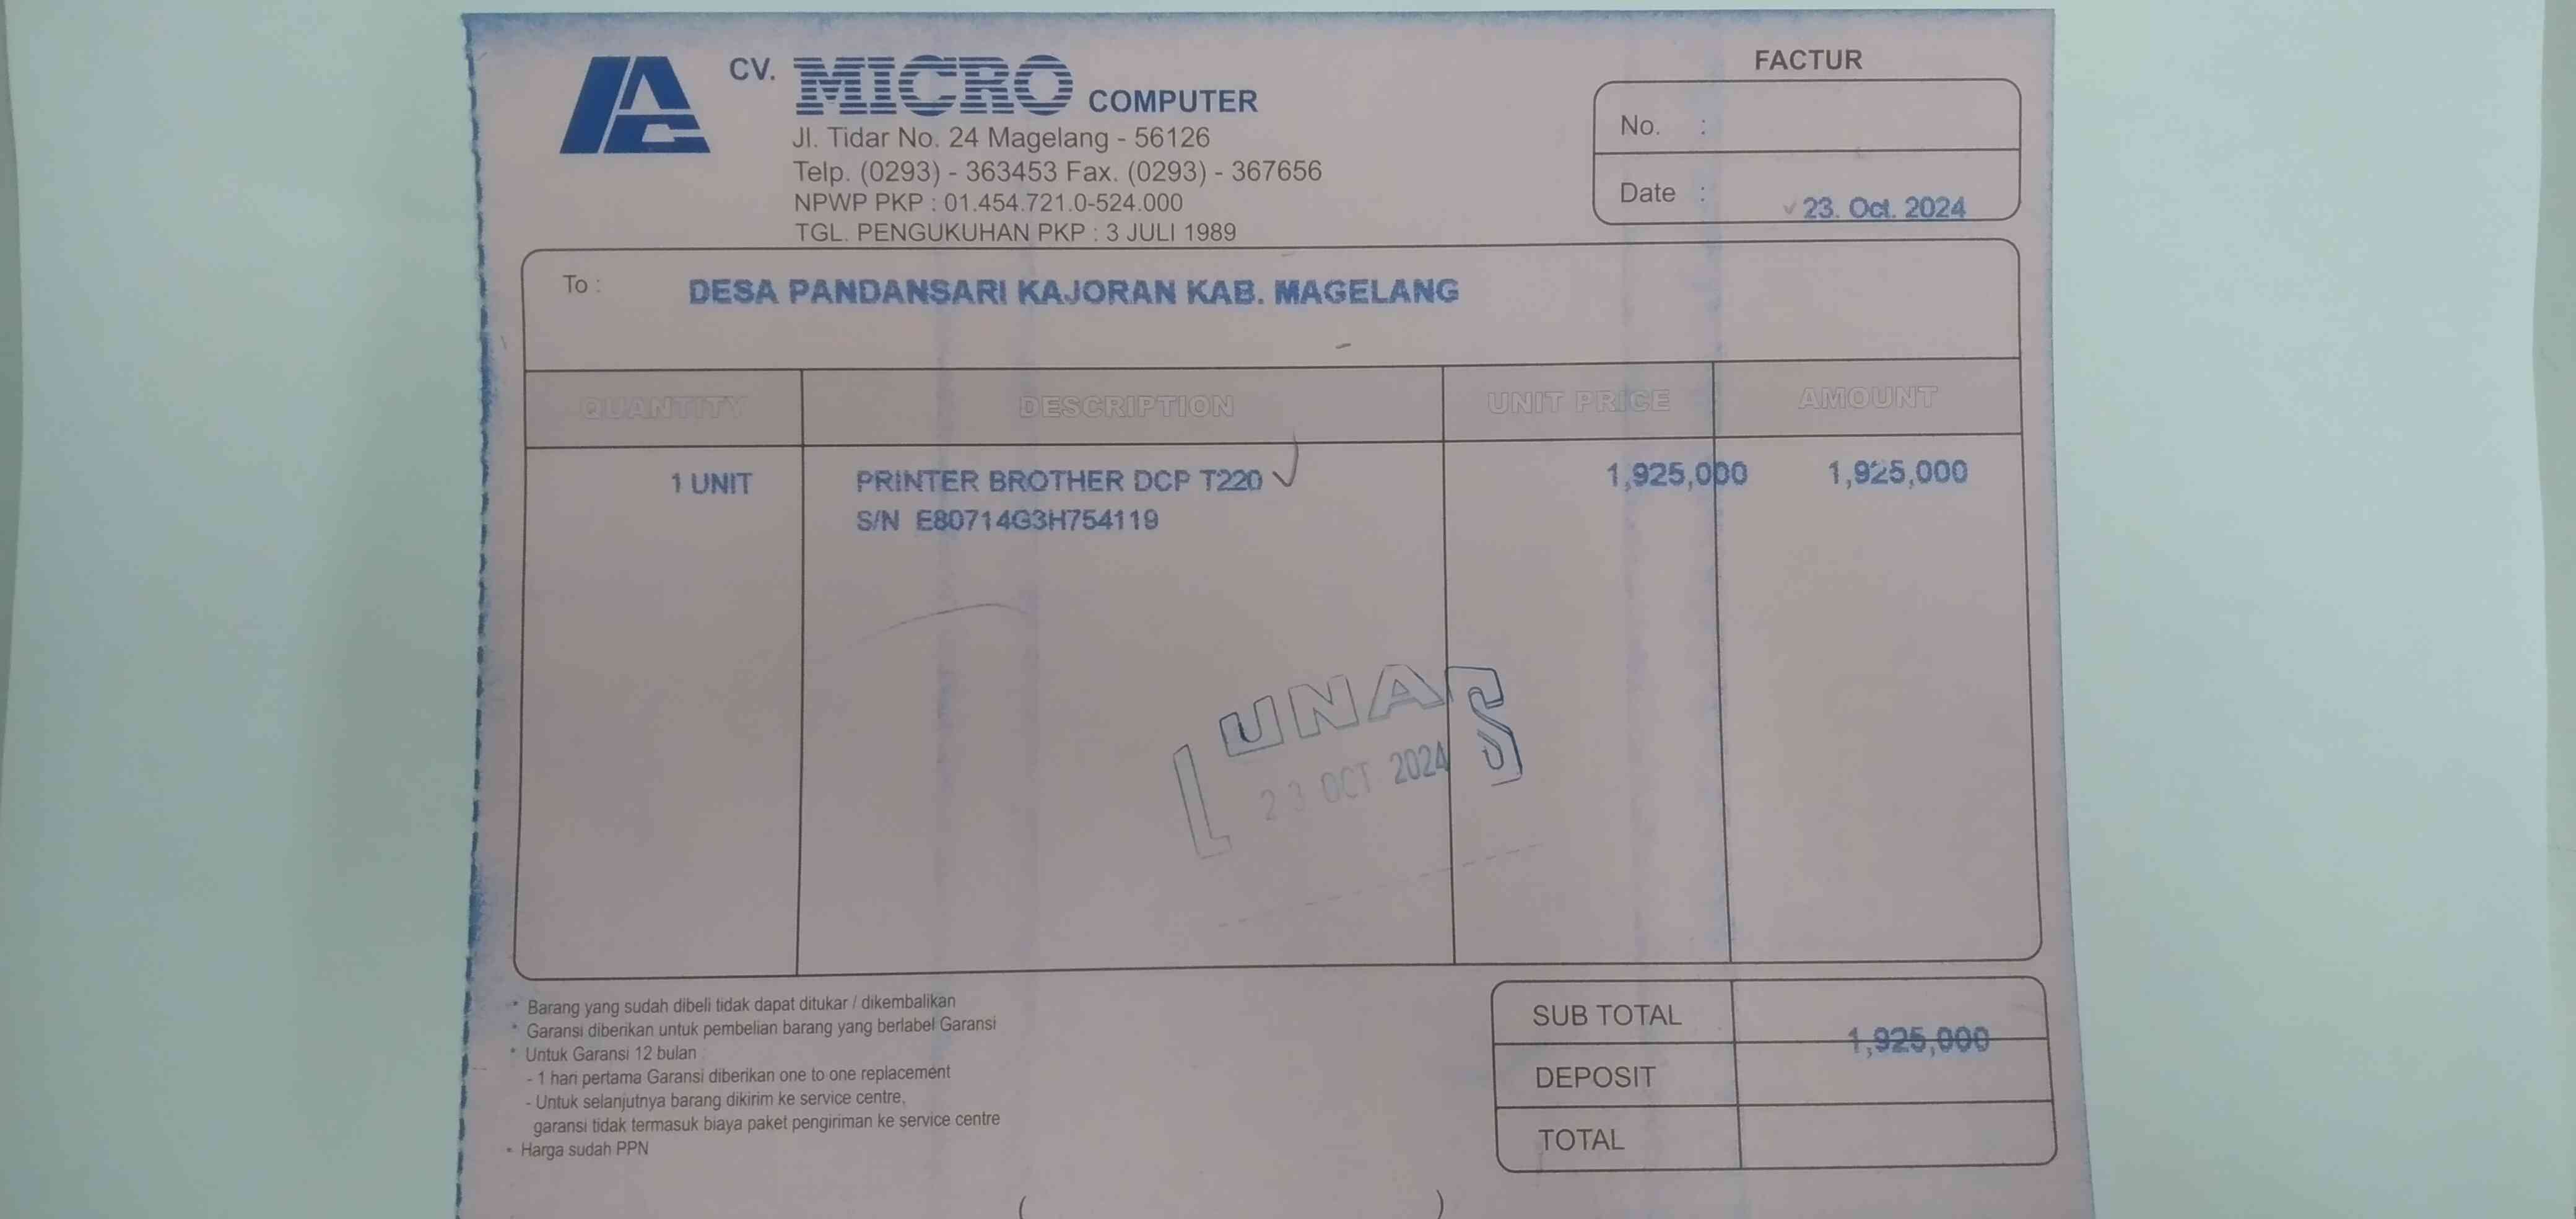 AC
CV. MICRO COMPUTER
Jl. Tidar No. 24 Magelang - 56126
Telp. (0293) - 363453 Fax. (0293) - 367656
NPWP PKP : 01.454.721.0-524.000
TGL. PENGUKUHAN PKP : 3 JULI 1989
FACTUR
No. :
Date : 23. Oct. 2024
To : DESA PANDANSARI KAJORAN KAB. MAGELANG
QUANTITY DESCRIPTION UNIT PRICE AMOUNT
1 UNIT PRINTER BROTHER DCP T220 1,925,000 1,925,000
S/N E80714G3H754119
LUNAS
23 OCT 2024
* Barang yang sudah dibeli tidak dapat ditukar / dikembalikan
* Garansi diberikan untuk pembelian barang yang berlabel Garansi
* Untuk Garansi 12 bulan
- 1 hari pertama Garansi diberikan one to one replacement
- Untuk selanjutnya barang dikirim ke service centre,
garansi tidak termasuk biaya paket pengiriman ke service centre
* Harga sudah PPN
SUB TOTAL 1,925,000
DEPOSIT
TOTAL
( )